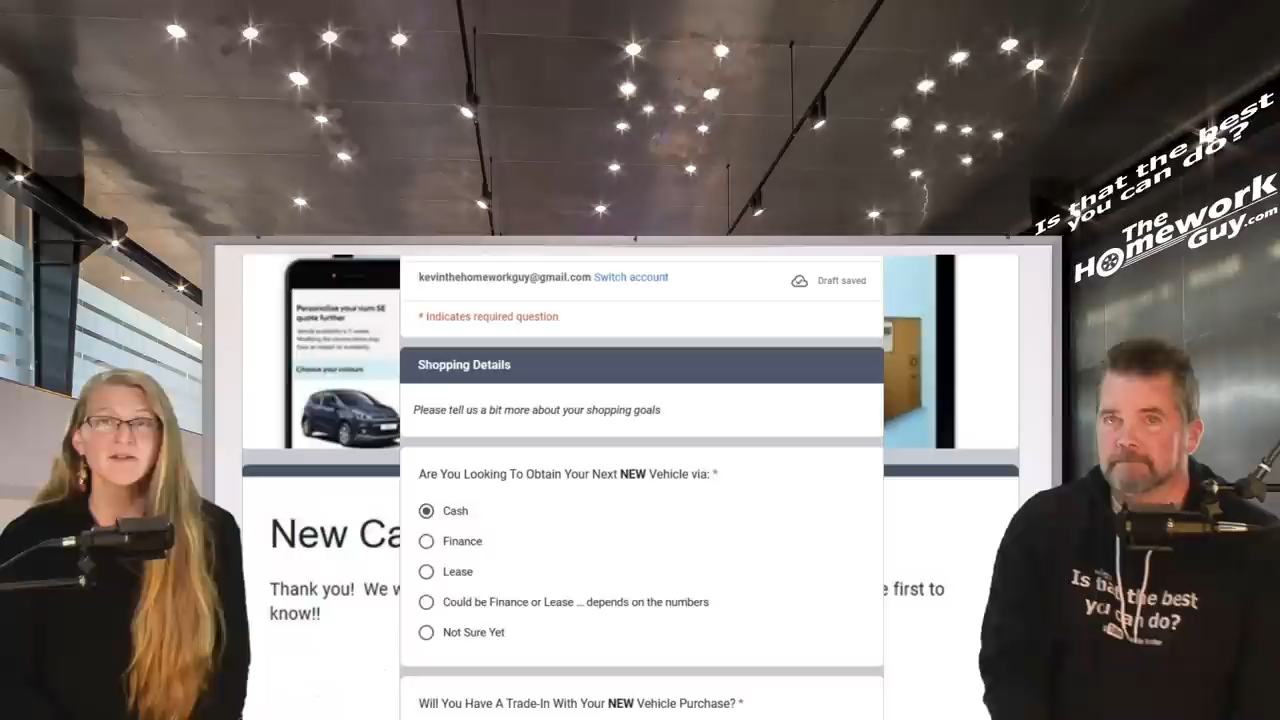 Is that the best
you can do?
The
Homework
Guy.com
kevinthehomeworkguy@gmail.com Switch account
Draft saved
* Indicates required question
Personalise your
quote further
Choose your colours
Shopping Details
Please tell us a bit more about your shopping goals
Are You Looking To Obtain Your Next NEW Vehicle via: *
Cash
Finance
Lease
Could be Finance or Lease ... depends on the numbers
Not Sure Yet
Will You Have A Trade-In With Your NEW Vehicle Purchase? *
New Ca
Thank you! We w
e first to
know!!
Is that the best
you can do?